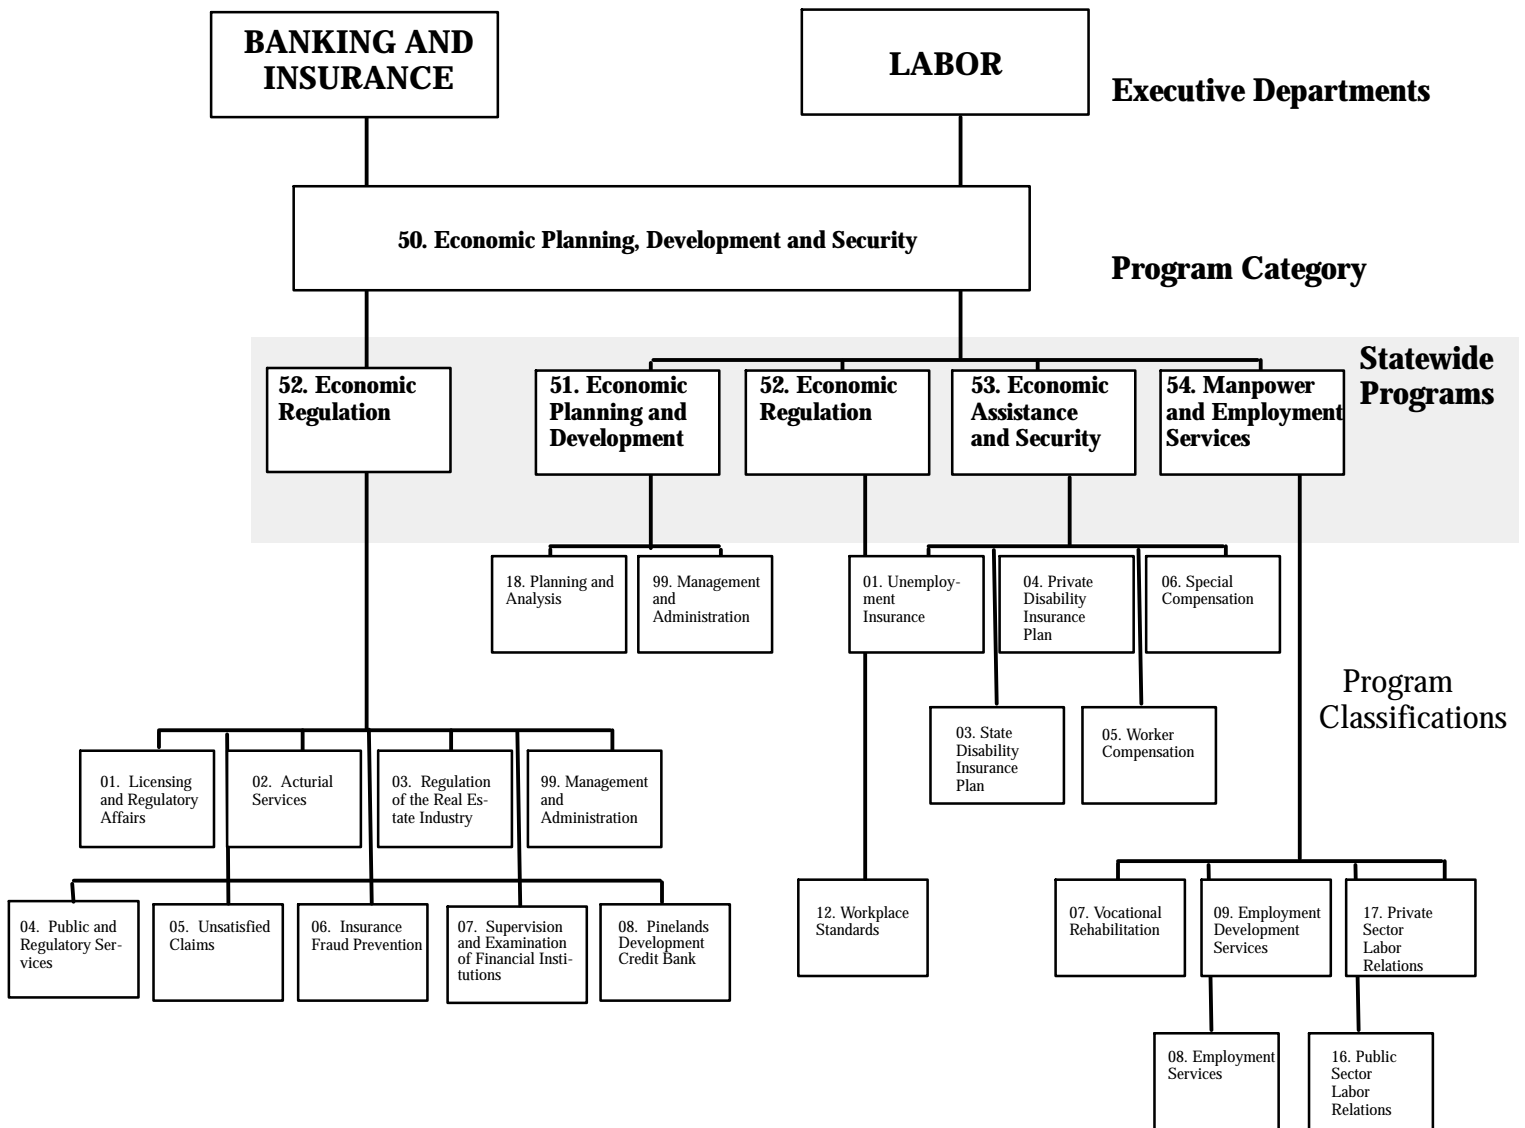 BANKING AND
INSURANCE
LABOR
Executive Departments
50. Economic Planning, Development and Security
Program Category
Statewide
Programs
52. Economic
Regulation
51. Economic
Planning and
Development
52. Economic
Regulation
53. Economic
Assistance
and Security
54. Manpower
and Employment
Services
18. Planning and
Analysis
99. Management
and
Administration
01. Unemploy-
ment
Insurance
04. Private
Disability
Insurance
Plan
06. Special
Compensation
Program
Classifications
03. State
Disability
Insurance
Plan
05. Worker
Compensation
01. Licensing
and Regulatory
Affairs
02. Acturial
Services
03. Regulation
of the Real Es-
tate Industry
99. Management
and
Administration
04. Public and
Regulatory Ser-
vices
05. Unsatisfied
Claims
06. Insurance
Fraud Prevention
07. Supervision
and Examination
of Financial Insti-
tutions
08. Pinelands
Development
Credit Bank
12. Workplace
Standards
07. Vocational
Rehabilitation
09. Employment
Development
Services
17. Private
Sector
Labor
Relations
08. Employment
Services
16. Public
Sector
Labor
Relations